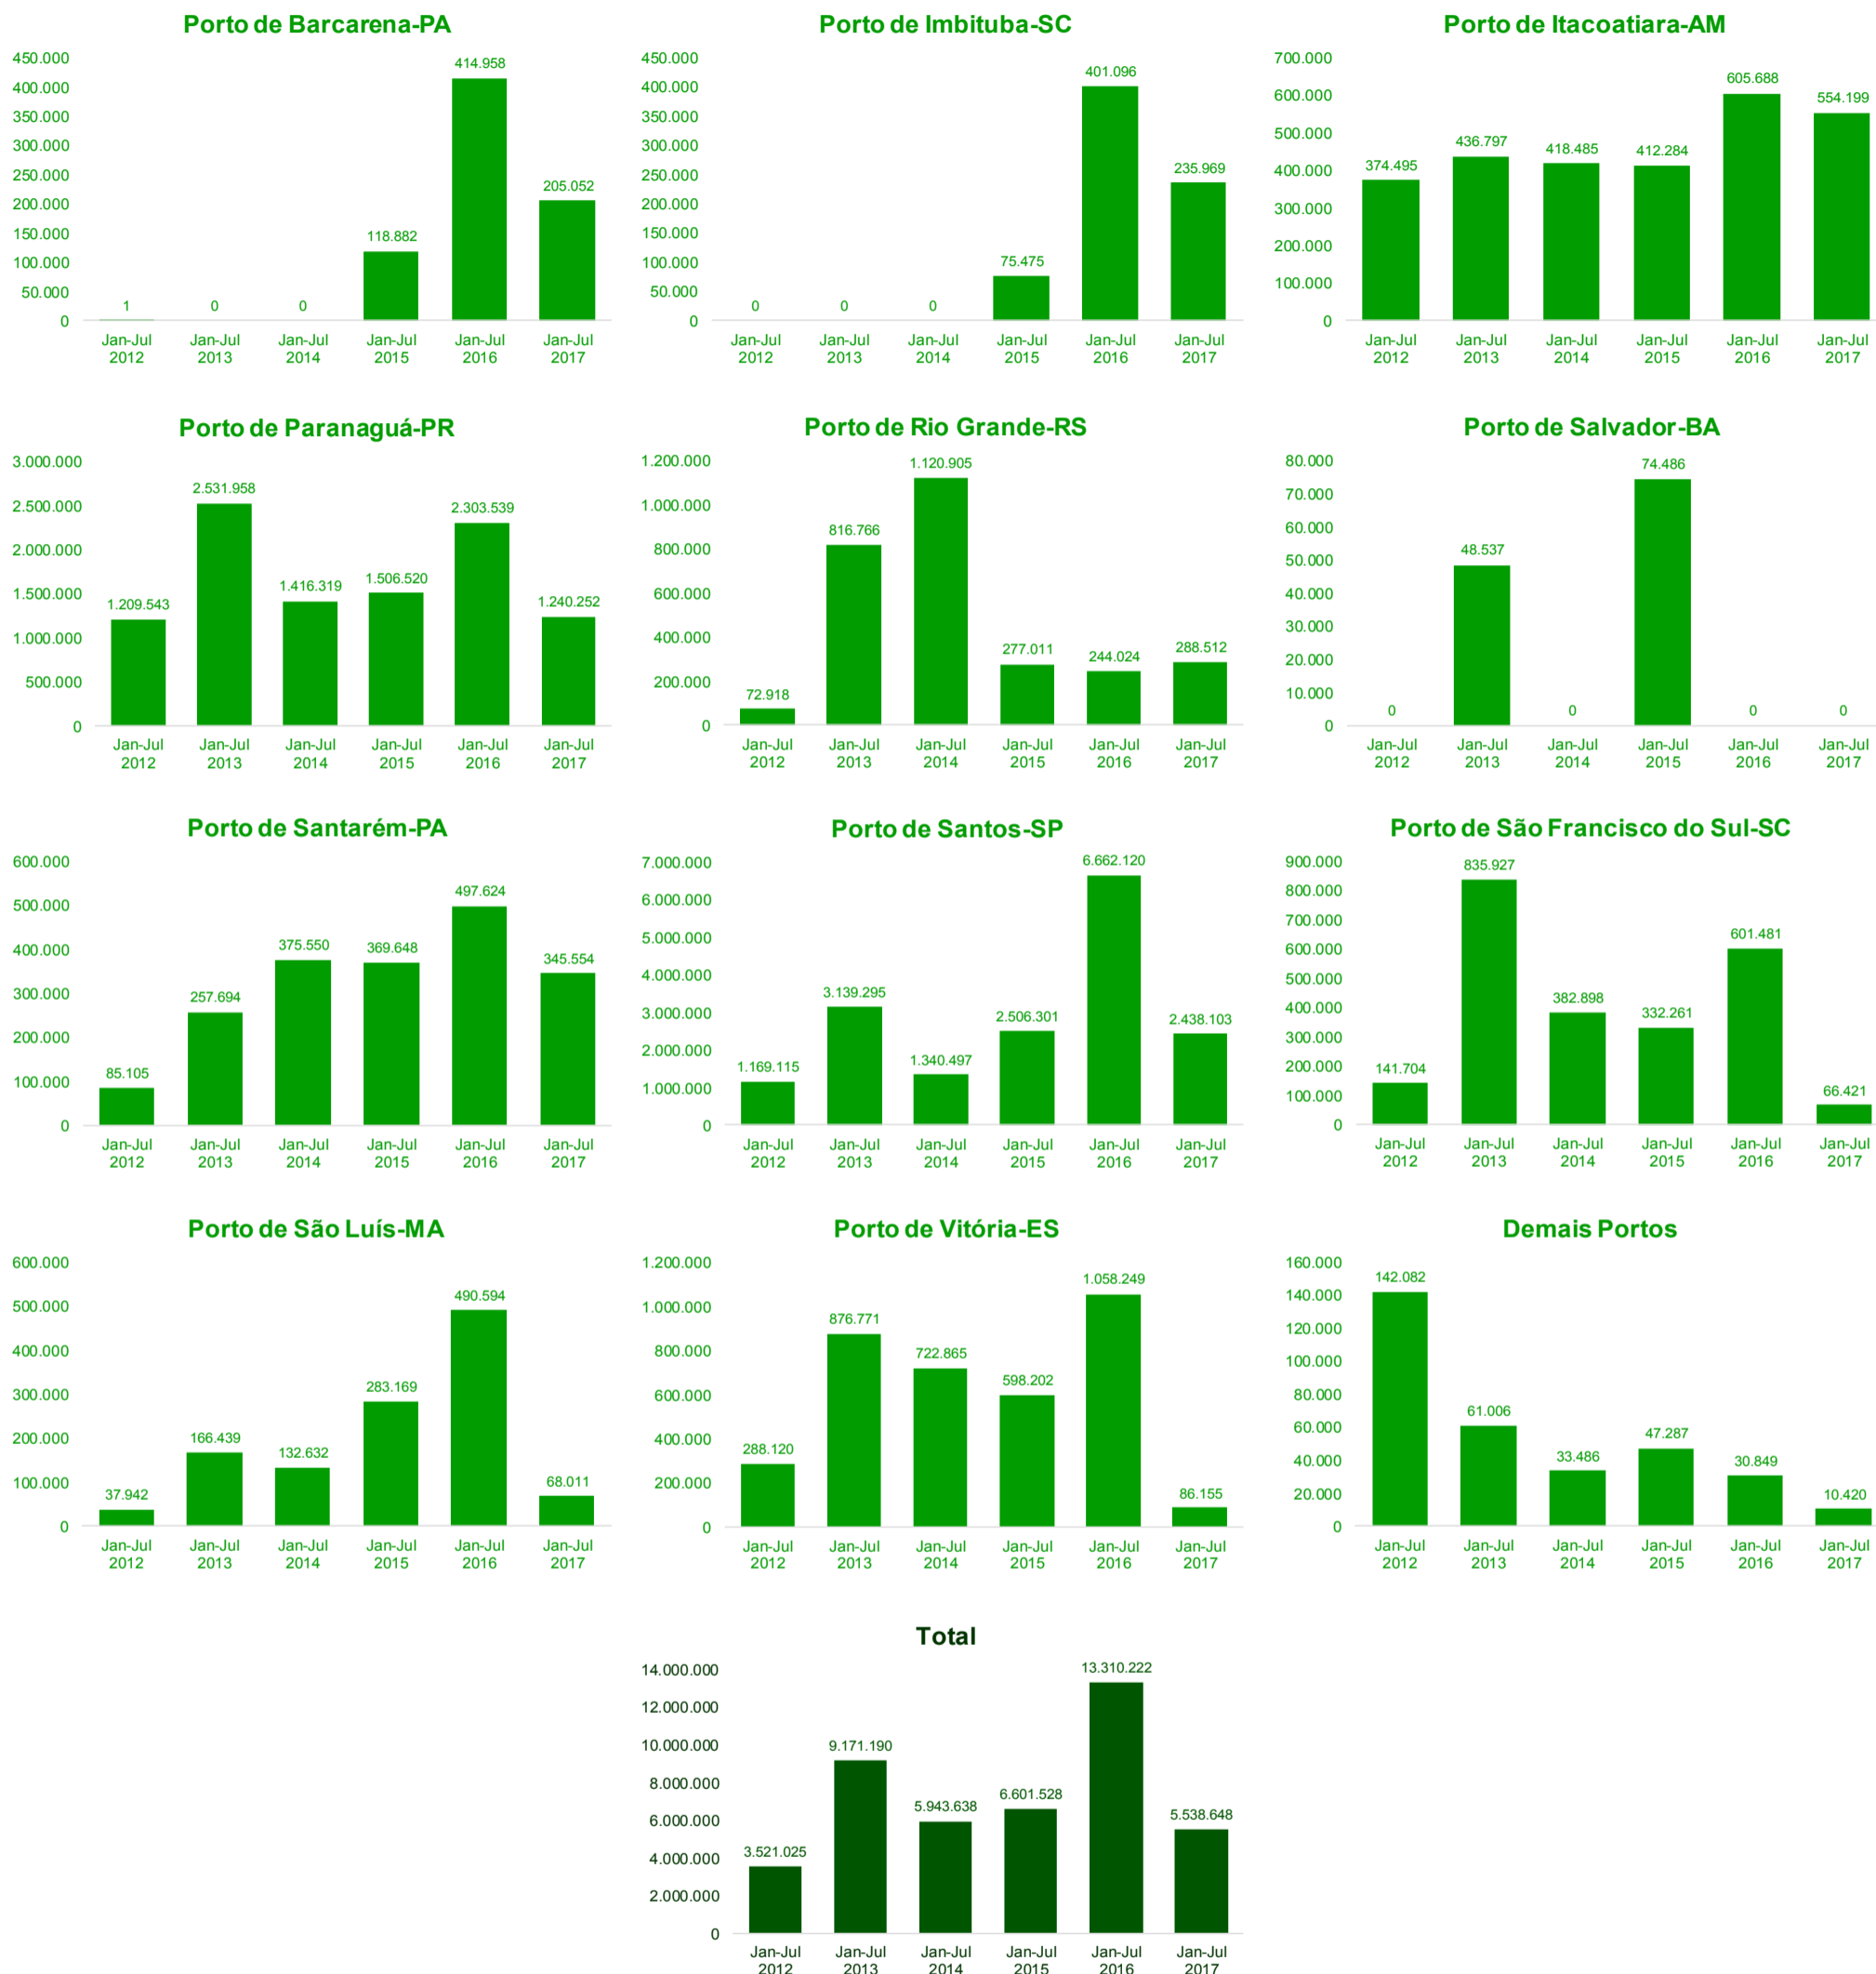 Porto de Barcarena-PA
450.000
400.000
350.000
300.000
250.000
200.000
150.000
100.000
50.000
0
1
0
0
118.882
414.958
205.052
Jan-Jul 2012
Jan-Jul 2013
Jan-Jul 2014
Jan-Jul 2015
Jan-Jul 2016
Jan-Jul 2017
Porto de Imbituba-SC
450.000
400.000
350.000
300.000
250.000
200.000
150.000
100.000
50.000
0
0
0
0
75.475
401.096
235.969
Jan-Jul 2012
Jan-Jul 2013
Jan-Jul 2014
Jan-Jul 2015
Jan-Jul 2016
Jan-Jul 2017
Porto de Itacoatiara-AM
700.000
600.000
500.000
400.000
300.000
200.000
100.000
0
374.495
436.797
418.485
412.284
605.688
554.199
Jan-Jul 2012
Jan-Jul 2013
Jan-Jul 2014
Jan-Jul 2015
Jan-Jul 2016
Jan-Jul 2017
Porto de Paranaguá-PR
3.000.000
2.500.000
2.000.000
1.500.000
1.000.000
500.000
0
1.209.543
2.531.958
1.416.319
1.506.520
2.303.539
1.240.252
Jan-Jul 2012
Jan-Jul 2013
Jan-Jul 2014
Jan-Jul 2015
Jan-Jul 2016
Jan-Jul 2017
Porto de Rio Grande-RS
1.200.000
1.000.000
800.000
600.000
400.000
200.000
0
72.918
816.766
1.120.905
277.011
244.024
288.512
Jan-Jul 2012
Jan-Jul 2013
Jan-Jul 2014
Jan-Jul 2015
Jan-Jul 2016
Jan-Jul 2017
Porto de Salvador-BA
80.000
70.000
60.000
50.000
40.000
30.000
20.000
10.000
0
0
48.537
0
74.486
0
0
Jan-Jul 2012
Jan-Jul 2013
Jan-Jul 2014
Jan-Jul 2015
Jan-Jul 2016
Jan-Jul 2017
Porto de Santarém-PA
600.000
500.000
400.000
300.000
200.000
100.000
0
85.105
257.694
375.550
369.648
497.624
345.554
Jan-Jul 2012
Jan-Jul 2013
Jan-Jul 2014
Jan-Jul 2015
Jan-Jul 2016
Jan-Jul 2017
Porto de Santos-SP
7.000.000
6.000.000
5.000.000
4.000.000
3.000.000
2.000.000
1.000.000
0
1.169.115
3.139.295
1.340.497
2.506.301
6.662.120
2.438.103
Jan-Jul 2012
Jan-Jul 2013
Jan-Jul 2014
Jan-Jul 2015
Jan-Jul 2016
Jan-Jul 2017
Porto de São Francisco do Sul-SC
900.000
800.000
700.000
600.000
500.000
400.000
300.000
200.000
100.000
0
141.704
835.927
382.898
332.261
601.481
66.421
Jan-Jul 2012
Jan-Jul 2013
Jan-Jul 2014
Jan-Jul 2015
Jan-Jul 2016
Jan-Jul 2017
Porto de São Luís-MA
600.000
500.000
400.000
300.000
200.000
100.000
0
37.942
166.439
132.632
283.169
490.594
68.011
Jan-Jul 2012
Jan-Jul 2013
Jan-Jul 2014
Jan-Jul 2015
Jan-Jul 2016
Jan-Jul 2017
Porto de Vitória-ES
1.200.000
1.000.000
800.000
600.000
400.000
200.000
0
288.120
876.771
722.865
598.202
1.058.249
86.155
Jan-Jul 2012
Jan-Jul 2013
Jan-Jul 2014
Jan-Jul 2015
Jan-Jul 2016
Jan-Jul 2017
Demais Portos
160.000
140.000
120.000
100.000
80.000
60.000
40.000
20.000
0
142.082
61.006
33.486
47.287
30.849
10.420
Jan-Jul 2012
Jan-Jul 2013
Jan-Jul 2014
Jan-Jul 2015
Jan-Jul 2016
Jan-Jul 2017
Total
14.000.000
12.000.000
10.000.000
8.000.000
6.000.000
4.000.000
2.000.000
0
3.521.025
9.171.190
5.943.638
6.601.528
13.310.222
5.538.648
Jan-Jul 2012
Jan-Jul 2013
Jan-Jul 2014
Jan-Jul 2015
Jan-Jul 2016
Jan-Jul 2017